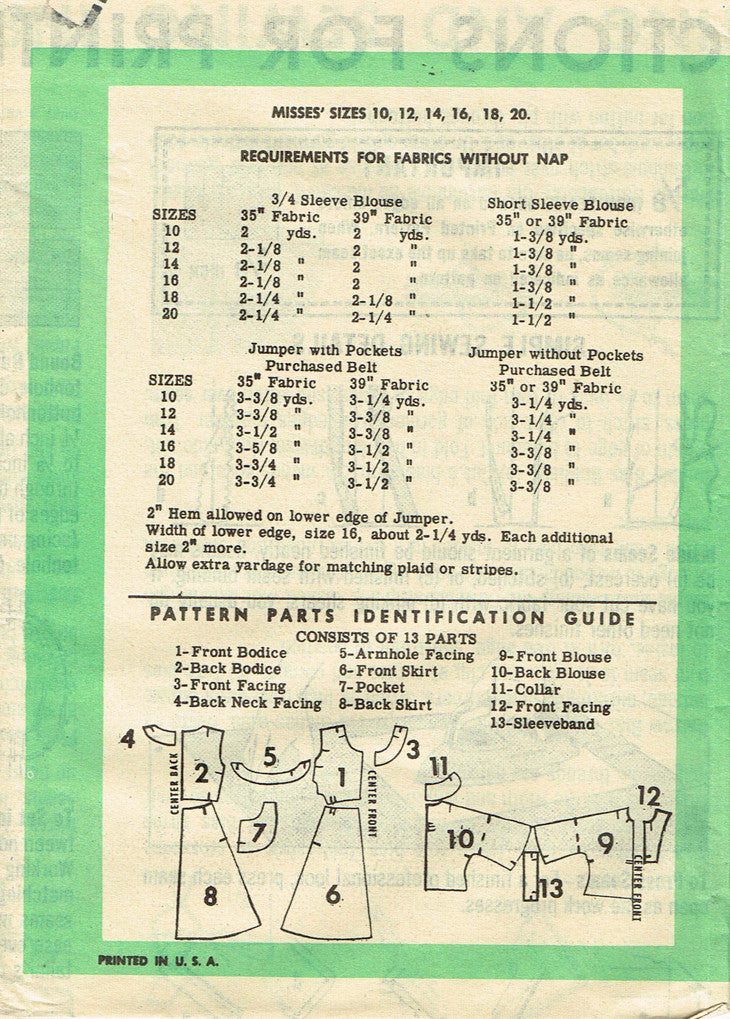 MISSES' SIZES 10, 12, 14, 16, 18, 20.
REQUIREMENTS FOR FABRICS WITHOUT NAP
3/4 Sleeve Blouse Short Sleeve Blouse
SIZES 35" Fabric 39" Fabric 35" or 39" Fabric
10 2 yds. 2 yds. 1-3/8 yds.
12 2-1/8 " 2 " 1-3/8 "
14 2-1/8 " 2 " 1-3/8 "
16 2-1/8 " 2 " 1-3/8 "
18 2-1/4 " 2-1/8 " 1-1/2 "
20 2-1/4 " 2-1/4 " 1-1/2 "
Jumper with Pockets Jumper without Pockets
Purchased Belt Purchased Belt
SIZES 35" Fabric 39" Fabric 35" or 39" Fabric
10 3-3/8 yds. 3-1/4 yds. 3-1/4 yds.
12 3-3/8 " 3-3/8 " 3-1/4 "
14 3-1/2 " 3-3/8 " 3-1/4 "
16 3-5/8 " 3-1/2 " 3-3/8 "
18 3-3/4 " 3-1/2 " 3-3/8 "
20 3-3/4 " 3-1/2 " 3-3/8 "
2" Hem allowed on lower edge of Jumper.
Width of lower edge, size 16, about 2-1/4 yds. Each additional
size 2" more.
Allow extra yardage for matching plaid or stripes.
PATTERN PARTS IDENTIFICATION GUIDE
CONSISTS OF 13 PARTS
1-Front Bodice 5-Armhole Facing 9-Front Blouse
2-Back Bodice 6-Front Skirt 10-Back Blouse
3-Front Facing 7-Pocket 11-Collar
4-Back Neck Facing 8-Back Skirt 12-Front Facing
13-Sleeveband
4 2 5 1 3 11 12
CENTER BACK
CENTER FRONT
7 10 9
CENTER FRONT
8 6 13
PRINTED IN U. S. A.